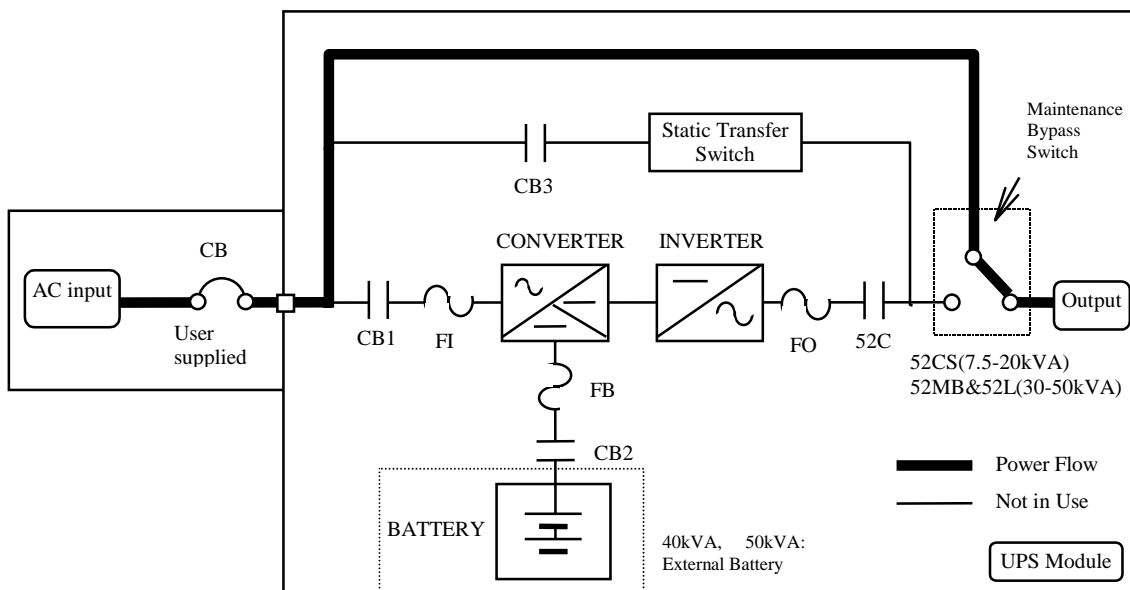 Maintenance
Bypass
Switch
Static Transfer
Switch
CB3
CB
CONVERTER
INVERTER
AC input
Output
User
supplied
CB1
FI
FO
52C
52CS(7.5-20kVA)
52MB&52L(30-50kVA)
FB
CB2
Power Flow
Not in Use
BATTERY
40kVA, 50kVA:
External Battery
UPS Module